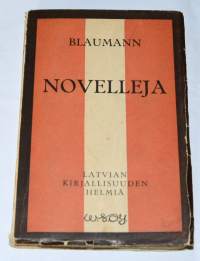 BLAUMANN
NOVELLEJA
LATVIAN
KIRJALLISUUDEN
HELMIÄ
WSOY